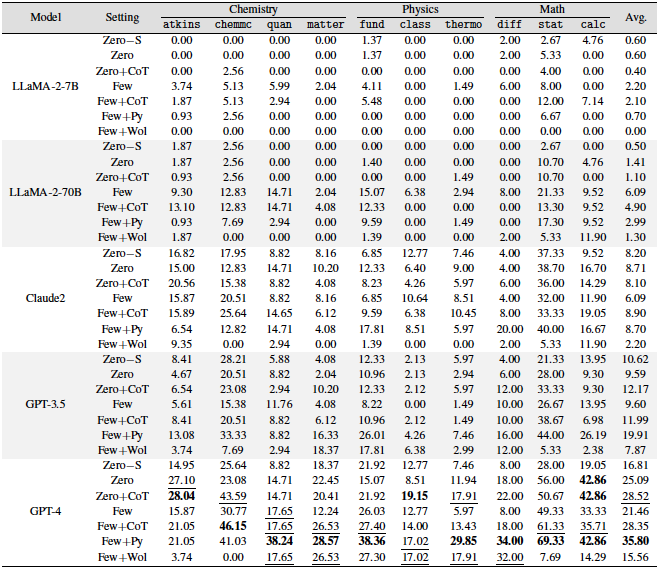 Model Setting Chemistry Physics Math Avg.
atkins chemmc quan matter fund class thermo diff stat calc
LLaMA-2-7B
Zero−S 0.00 0.00 0.00 0.00 1.37 0.00 0.00 2.00 2.67 4.76 0.60
Zero 0.00 0.00 0.00 0.00 1.37 0.00 0.00 2.00 5.33 0.00 0.60
Zero+CoT 0.00 2.56 0.00 0.00 0.00 0.00 0.00 0.00 4.00 0.00 0.40
Few 3.74 5.13 5.99 2.04 4.11 0.00 1.49 6.00 8.00 0.00 2.20
Few+CoT 1.87 5.13 2.94 0.00 5.48 0.00 0.00 0.00 12.00 7.14 2.10
Few+Py 0.93 2.56 0.00 0.00 0.00 0.00 0.00 0.00 6.67 0.00 0.70
Few+Wol 0.00 0.00 0.00 0.00 0.00 0.00 0.00 0.00 0.00 0.00 0.00
LLaMA-2-70B
Zero−S 1.87 2.56 0.00 0.00 0.00 0.00 0.00 0.00 2.67 0.00 0.50
Zero 1.87 2.56 0.00 0.00 1.40 0.00 0.00 0.00 10.70 4.76 1.41
Zero+CoT 0.93 2.56 0.00 0.00 0.00 0.00 1.49 0.00 10.70 0.00 1.10
Few 9.30 12.83 14.71 2.04 15.07 6.38 2.94 8.00 21.33 9.52 6.09
Few+CoT 13.10 12.83 14.71 4.08 12.33 0.00 0.00 0.00 13.30 9.52 4.90
Few+Py 0.93 7.69 2.94 0.00 9.59 0.00 1.49 0.00 17.30 9.52 2.99
Few+Wol 1.87 0.00 0.00 0.00 1.39 0.00 0.00 2.00 5.33 11.90 1.30
Claude2
Zero−S 16.82 17.95 8.82 8.16 6.85 12.77 7.46 4.00 37.33 9.52 8.20
Zero 15.00 12.83 14.71 10.20 12.33 6.40 9.00 4.00 38.70 16.70 8.71
Zero+CoT 20.56 15.38 8.82 4.08 8.23 4.26 5.97 6.00 36.00 14.29 8.10
Few 15.87 20.51 8.82 8.16 6.85 10.64 8.51 4.00 32.00 11.90 6.09
Few+CoT 15.89 25.64 14.65 6.12 9.59 6.38 10.45 8.00 33.33 19.05 8.90
Few+Py 6.54 12.82 14.71 4.08 17.81 8.51 5.97 20.00 40.00 16.67 8.70
Few+Wol 9.35 0.00 2.94 0.00 1.39 0.00 0.00 2.00 5.33 11.90 2.20
GPT-3.5
Zero−S 8.41 28.21 5.88 4.08 12.33 2.13 5.97 4.00 21.33 13.95 10.62
Zero 4.67 20.51 8.82 2.04 10.96 2.13 2.94 6.00 28.00 9.30 9.59
Zero+CoT 6.54 23.08 2.94 10.20 12.33 2.12 5.97 12.00 33.33 9.30 12.17
Few 5.61 15.38 11.76 4.08 8.22 0.00 1.49 10.00 26.67 13.95 9.60
Few+CoT 8.41 20.51 8.82 6.12 10.96 2.12 1.49 10.00 38.67 6.98 11.99
Few+Py 13.08 33.33 8.82 16.33 26.01 4.26 7.46 16.00 44.00 26.19 19.91
Few+Wol 3.74 7.69 2.94 18.37 17.81 6.38 2.99 12.00 5.33 2.38 7.87
GPT-4
Zero−S 14.95 25.64 8.82 18.37 21.92 12.77 7.46 8.00 28.00 19.05 16.81
Zero 27.10 23.08 14.71 22.45 15.07 8.51 11.94 18.00 56.00 42.86 25.09
Zero+CoT 28.04 43.59 14.71 20.41 21.92 19.15 17.91 22.00 50.67 42.86 28.52
Few 15.87 30.77 17.65 12.24 26.03 12.77 5.97 8.00 49.33 33.33 21.46
Few+CoT 21.05 46.15 17.65 26.53 27.40 14.00 13.43 18.00 61.33 35.71 28.35
Few+Py 21.05 41.03 38.24 28.57 38.36 17.02 29.85 34.00 69.33 42.86 35.80
Few+Wol 3.74 0.00 17.65 26.53 27.30 17.02 17.91 32.00 7.69 14.29 15.56